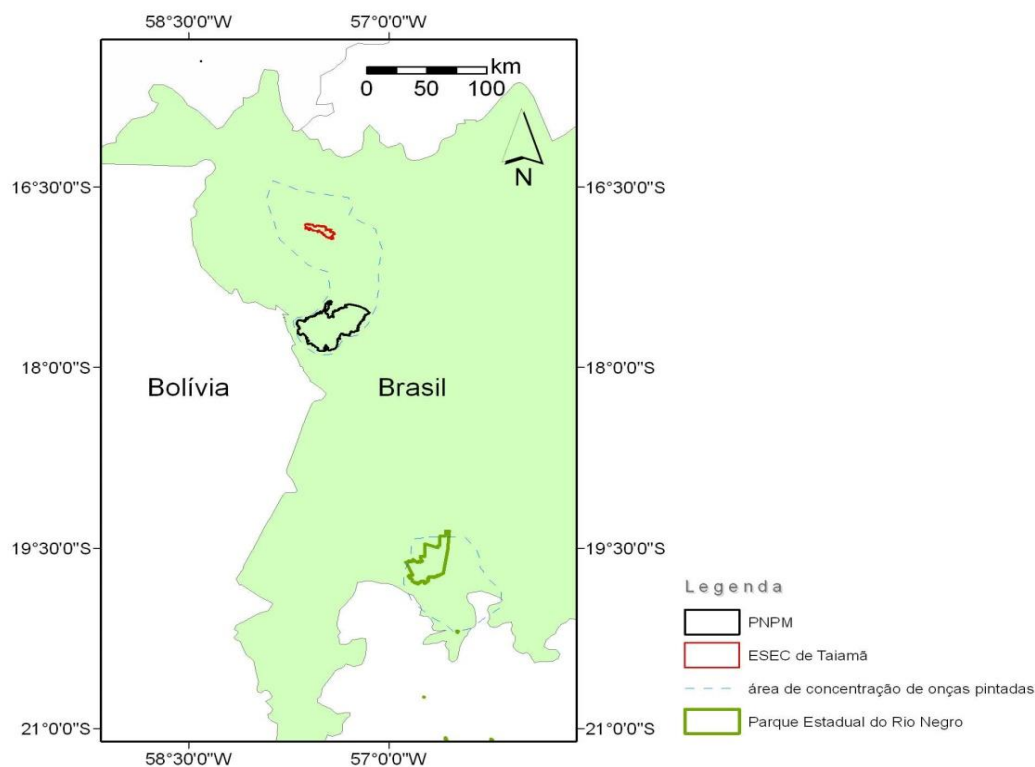 58°30'0"W 57°0'0"W
km
0 50 100
N
16°30'0"S 16°30'0"S
18°0'0"S 18°0'0"S
Bolívia Brasil
19°30'0"S 19°30'0"S
Legenda
PNPM
ESEC de Taiamã
área de concentração de onças pintadas
Parque Estadual do Rio Negro
21°0'0"S 21°0'0"S
58°30'0"W 57°0'0"W